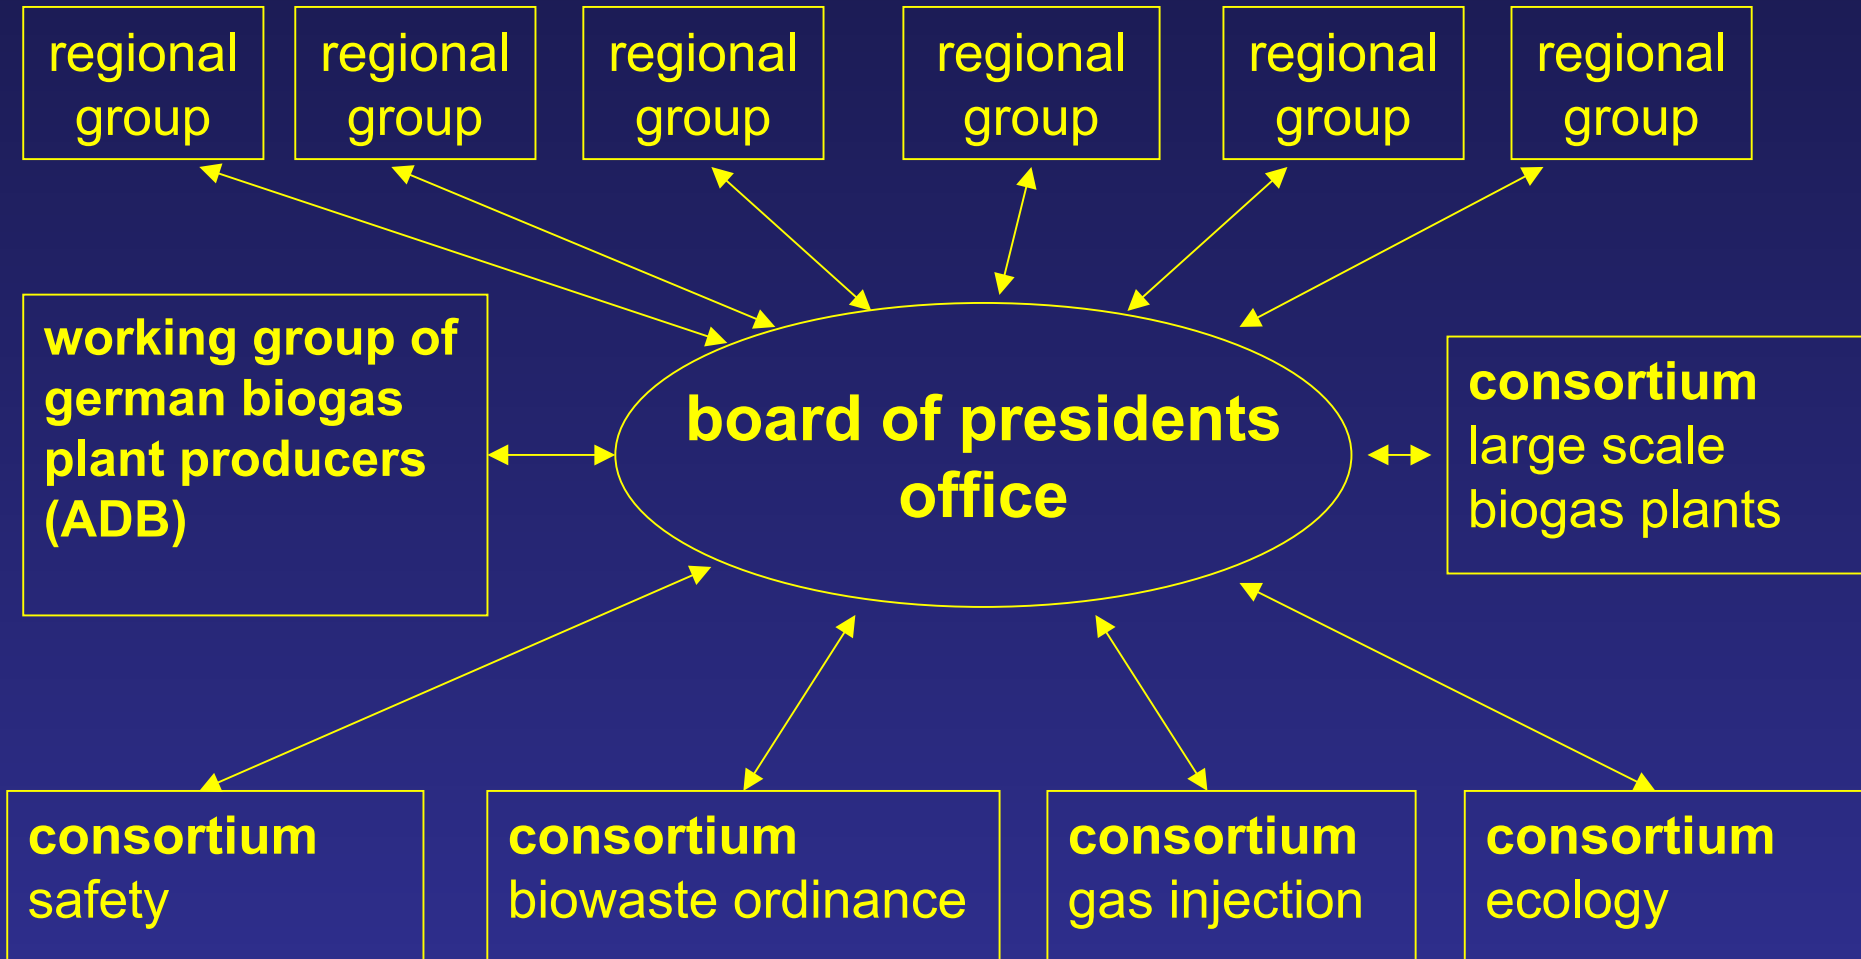 regional
group
regional
group
regional
group
regional
group
regional
group
regional
group
working group of
german biogas
plant producers
(ADB)
board of presidents
office
consortium
large scale
biogas plants
consortium
safety
consortium
biowaste ordinance
consortium
gas injection
consortium
ecology